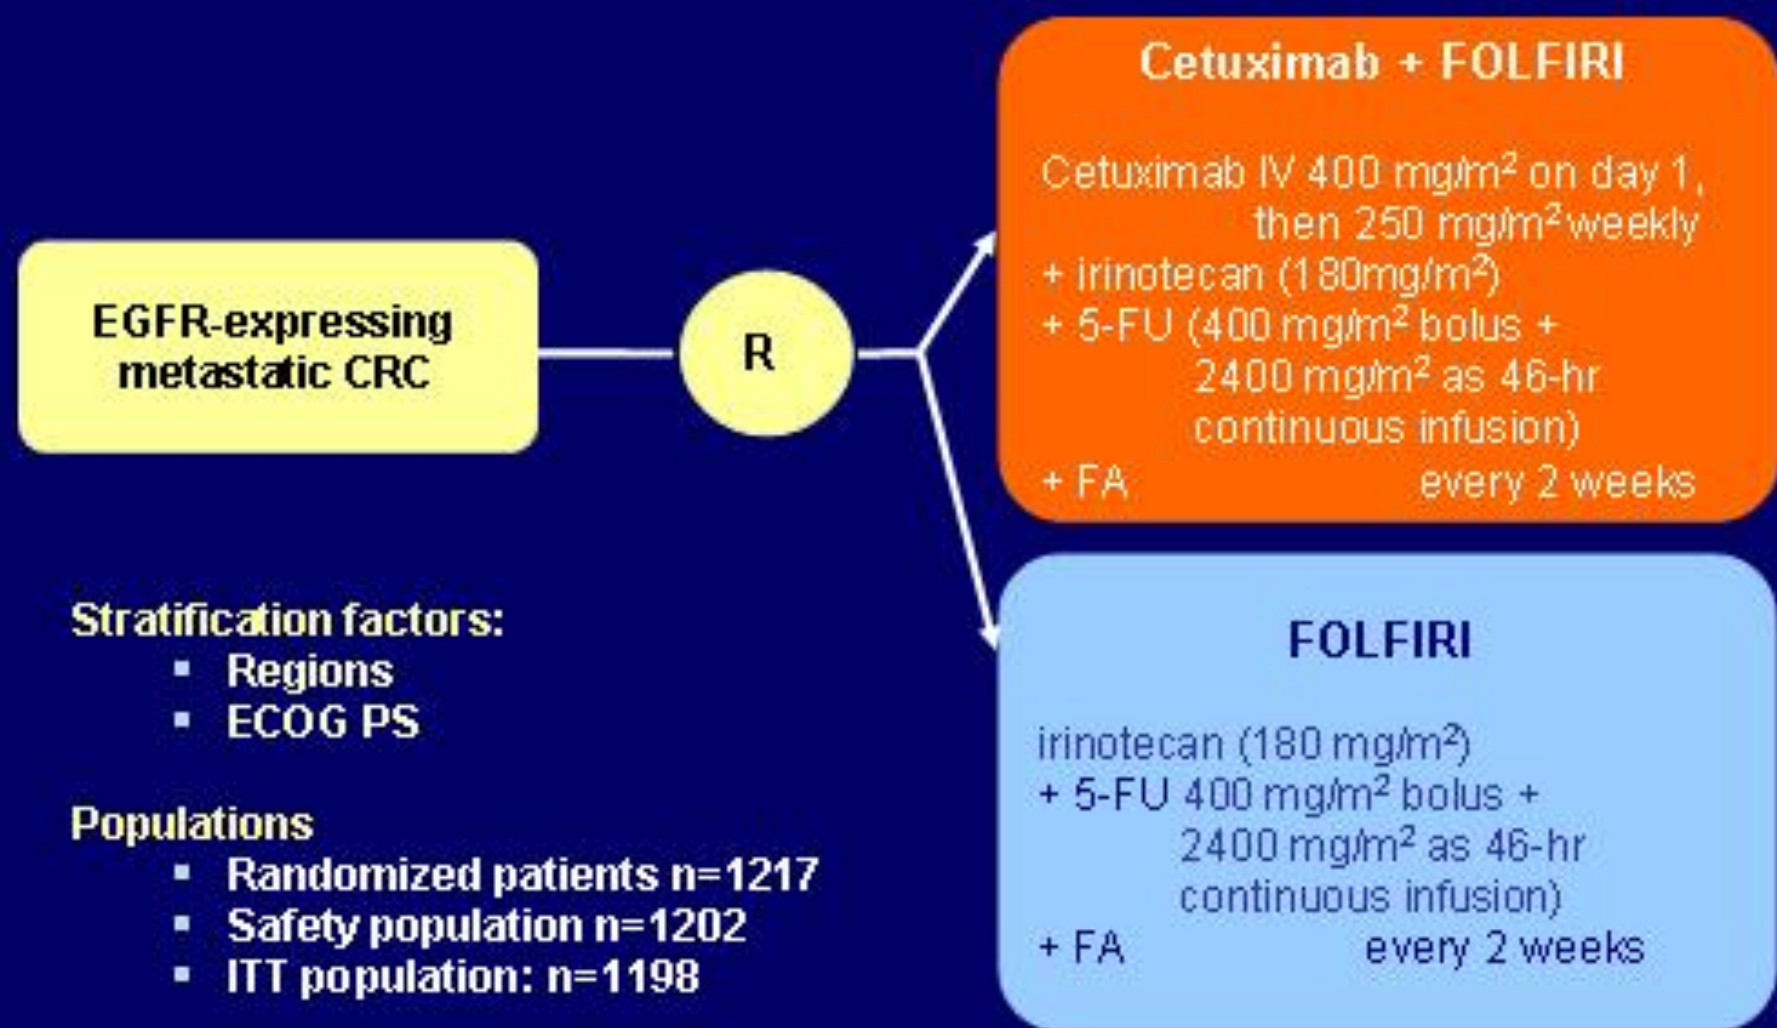 EGFR-expressing
metastatic CRC
R
Cetuximab + FOLFIRI
Cetuximab IV 400 mg/m² on day 1,
then 250 mg/m² weekly
+ irinotecan (180mg/m²)
+ 5-FU (400 mg/m² bolus +
2400 mg/m² as 46-hr
continuous infusion)
+ FA every 2 weeks
FOLFIRI
irinotecan (180 mg/m²)
+ 5-FU 400 mg/m² bolus +
2400 mg/m² as 46-hr
continuous infusion)
+ FA every 2 weeks
Stratification factors:
▪ Regions
▪ ECOG PS
Populations
▪ Randomized patients n=1217
▪ Safety population n=1202
▪ ITT population: n=1198